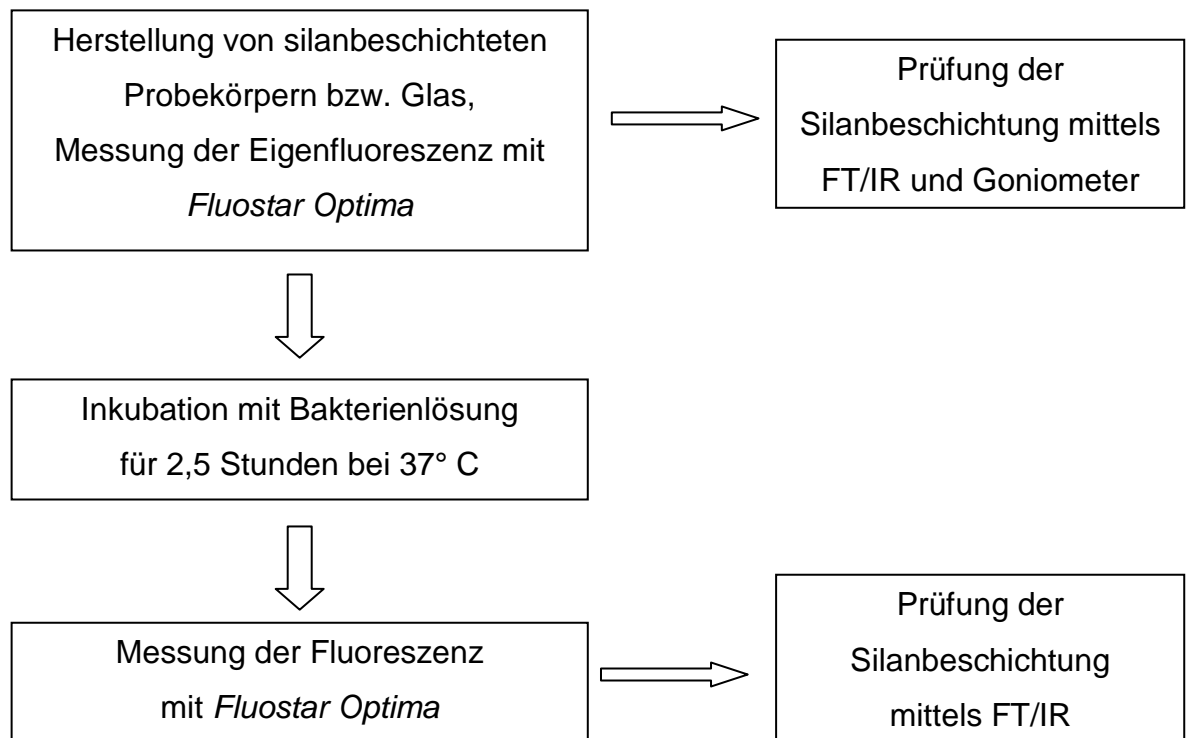 Herstellung von silanbeschichteten
Probekörpern bzw. Glas,
Messung der Eigenfluoreszenz mit
Fluostar Optima
Prüfung der
Silanbeschichtung mittels
FT/IR und Goniometer
Inkubation mit Bakterienlösung
für 2,5 Stunden bei 37° C
Messung der Fluoreszenz
mit Fluostar Optima
Prüfung der
Silanbeschichtung
mittels FT/IR